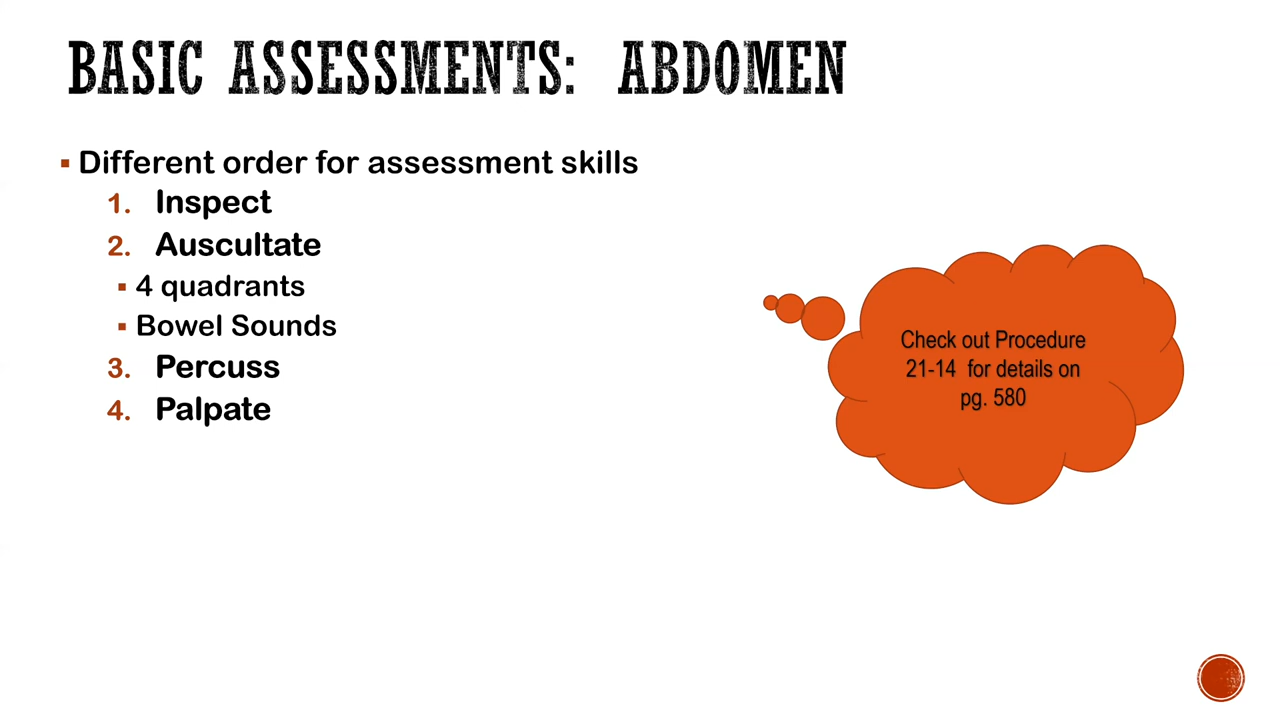 BASIC ASSESSMENTS: ABDOMEN
▪ Different order for assessment skills
1. Inspect
2. Auscultate
▪ 4 quadrants
▪ Bowel Sounds
3. Percuss
4. Palpate
Check out Procedure
21-14 for details on
pg. 580